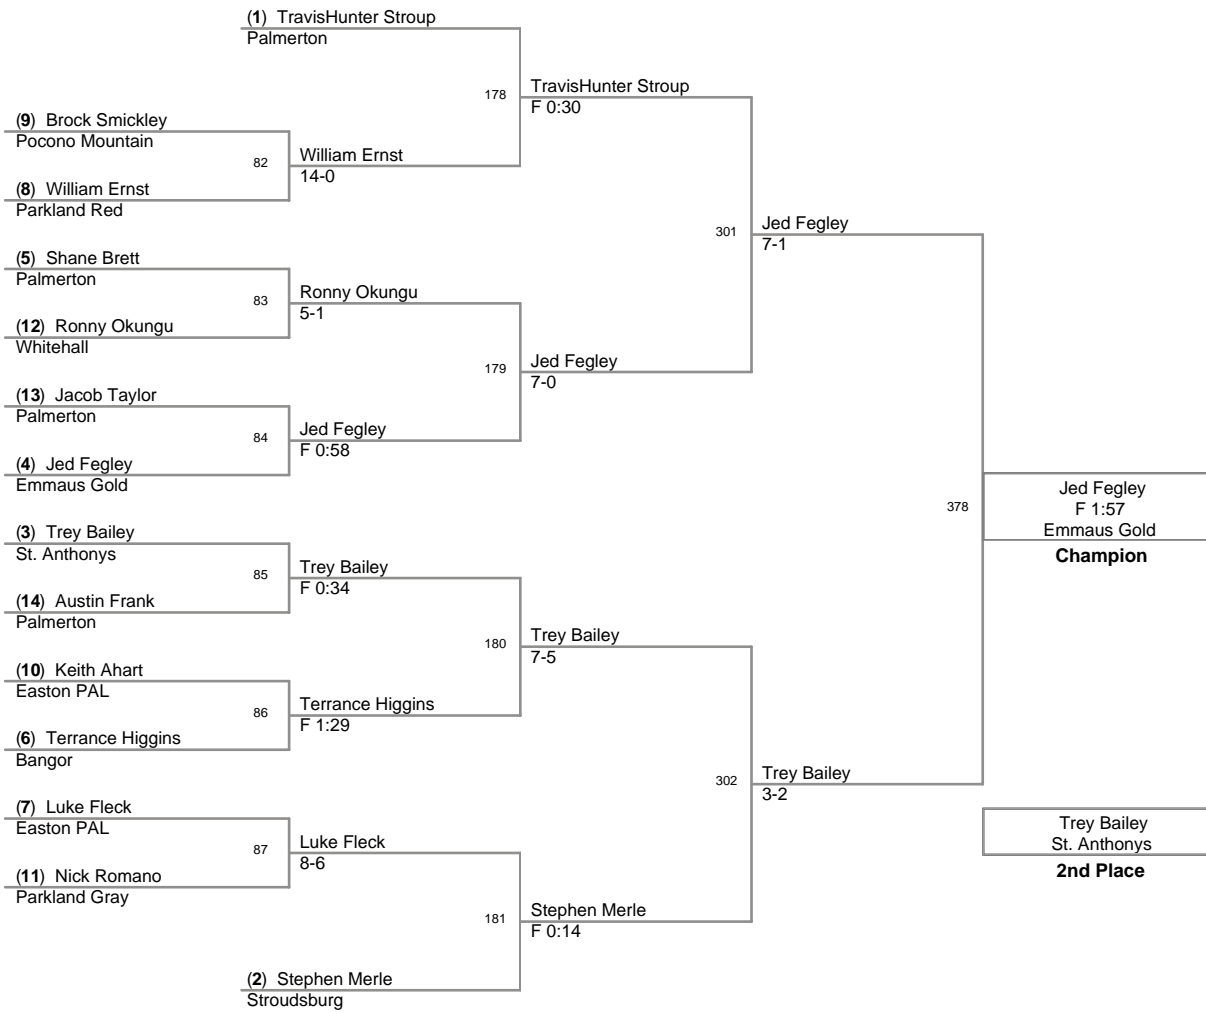 (1) TravisHunter Stroup
Palmerton
178
TravisHunter Stroup
F 0:30
(9) Brock Smickley
Pocono Mountain
82
William Ernst
14-0
(8) William Ernst
Parkland Red
301
Jed Fegley
7-1
(5) Shane Brett
Palmerton
83
Ronny Okungu
5-1
(12) Ronny Okungu
Whitehall
179
Jed Fegley
7-0
(13) Jacob Taylor
Palmerton
84
Jed Fegley
F 0:58
(4) Jed Fegley
Emmaus Gold
378
Jed Fegley
F 1:57
Emmaus Gold
Champion
(3) Trey Bailey
St. Anthonys
85
Trey Bailey
F 0:34
(14) Austin Frank
Palmerton
180
Trey Bailey
7-5
(10) Keith Ahart
Easton PAL
86
Terrance Higgins
F 1:29
(6) Terrance Higgins
Bangor
302
Trey Bailey
3-2
(7) Luke Fleck
Easton PAL
87
Luke Fleck
8-6
(11) Nick Romano
Parkland Gray
Trey Bailey
St. Anthonys
2nd Place
181
Stephen Merle
F 0:14
(2) Stephen Merle
Stroudsburg